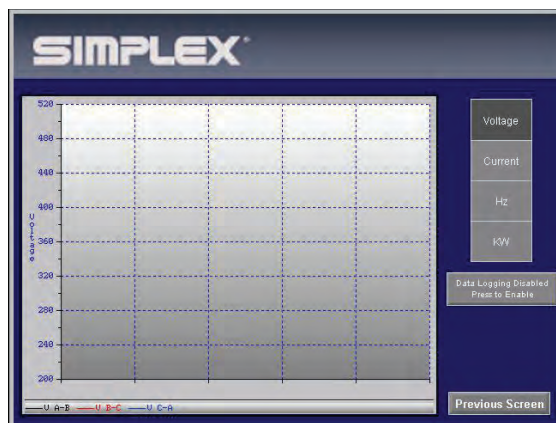 SIMPLEX®
520
480
440
400
360
320
280
240
200
Voltage
V A-B V B-C V C-A
Voltage
Current
Hz
KW
Data Logging Disabled
Press to Enable
Previous Screen